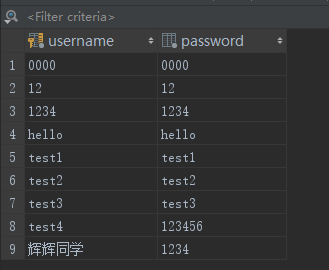 <Filter criteria>
username password
1 0000 0000
2 12 12
3 1234 1234
4 hello hello
5 test1 test1
6 test2 test2
7 test3 test3
8 test4 123456
9 辉辉同学 1234